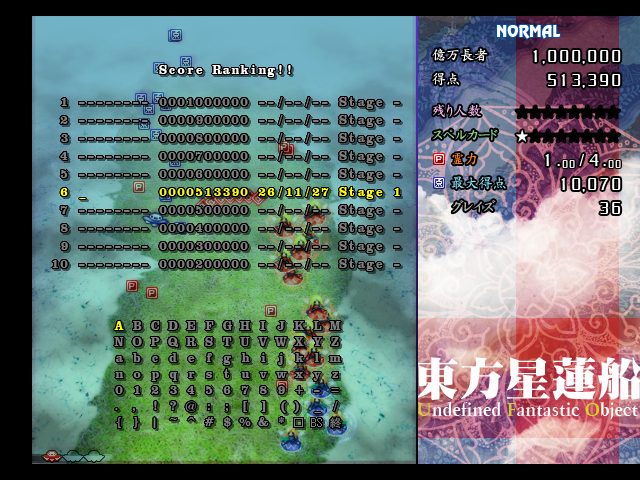 NORMAL
億万長者 1,000,000
得点 513,390
残り人数
スペルカード
P 霊力 1.00/4.00
最大得点 10,070
グレイズ 36
Score Ranking!!
1 -------- 0001000000 --/--/-- Stage -
2 -------- 0000900000 --/--/-- Stage -
3 -------- 0000800000 --/--/-- Stage -
4 -------- 0000700000 --/--/-- Stage -
5 -------- 0000600000 --/--/-- Stage -
6 _ 0000513390 26/11/27 Stage 1
7 -------- 0000500000 --/--/-- Stage -
8 -------- 0000400000 --/--/-- Stage -
9 -------- 0000300000 --/--/-- Stage -
10 -------- 0000200000 --/--/-- Stage -
A B C D E F G H I J K L M
N O P Q R S T U V W X Y Z
a b c d e f g h i j k l m
n o p q r s t u v w x y z
0 1 2 3 4 5 6 7 8 9 + - =
. , ! ? @ : ; [ ] ( ) /
{ } | ~ ^ # $ % & * □ BS 終
東方星蓮船
Undefined Fantastic Object